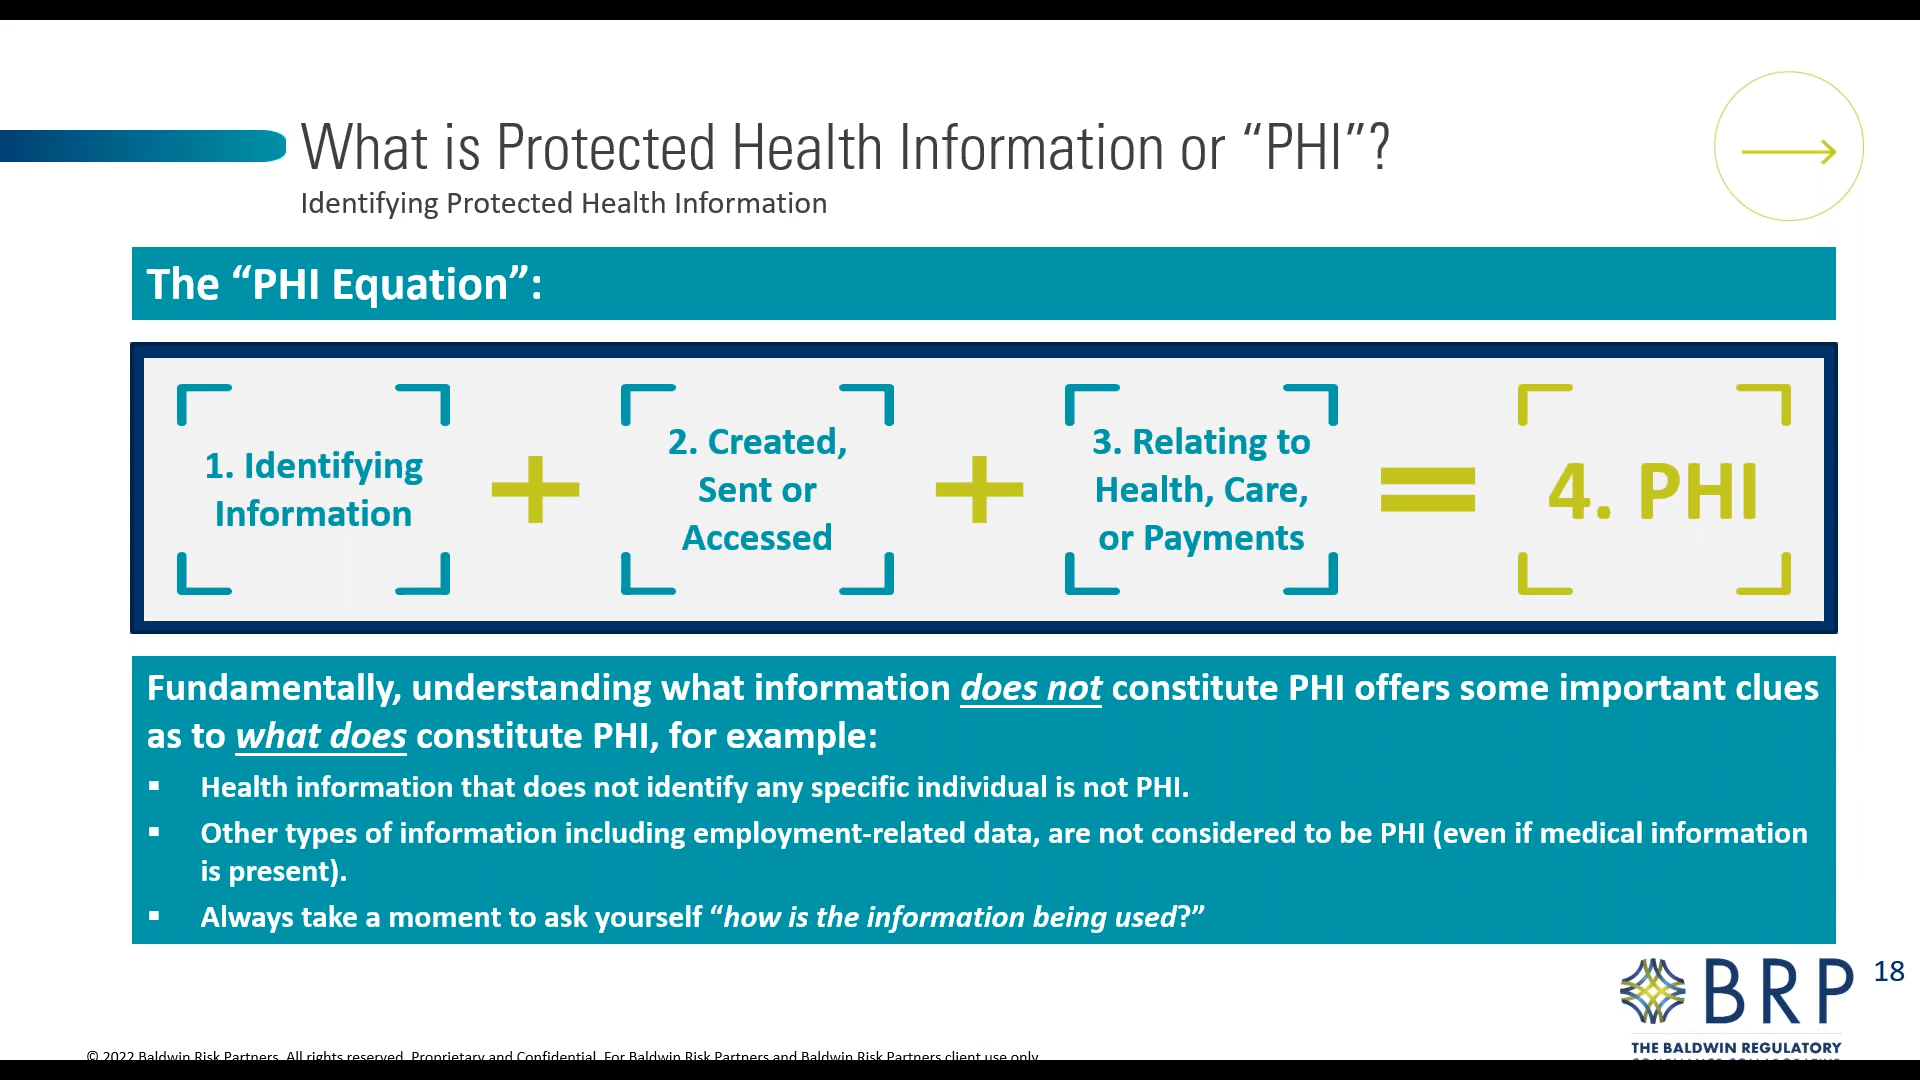 What is Protected Health Information or “PHI”?
Identifying Protected Health Information
The “PHI Equation”:
1. Identifying
Information
2. Created,
Sent or
Accessed
3. Relating to
Health, Care,
or Payments
4. PHI
Fundamentally, understanding what information does not constitute PHI offers some important clues
as to what does constitute PHI, for example:
▪ Health information that does not identify any specific individual is not PHI.
▪ Other types of information including employment-related data, are not considered to be PHI (even if medical information
is present).
▪ Always take a moment to ask yourself “how is the information being used?”
BRP
18
THE BALDWIN REGULATORY
© 2022 Baldwin Risk Partners. All rights reserved. Proprietary and Confidential. For Baldwin Risk Partners and Baldwin Risk Partners client use only.